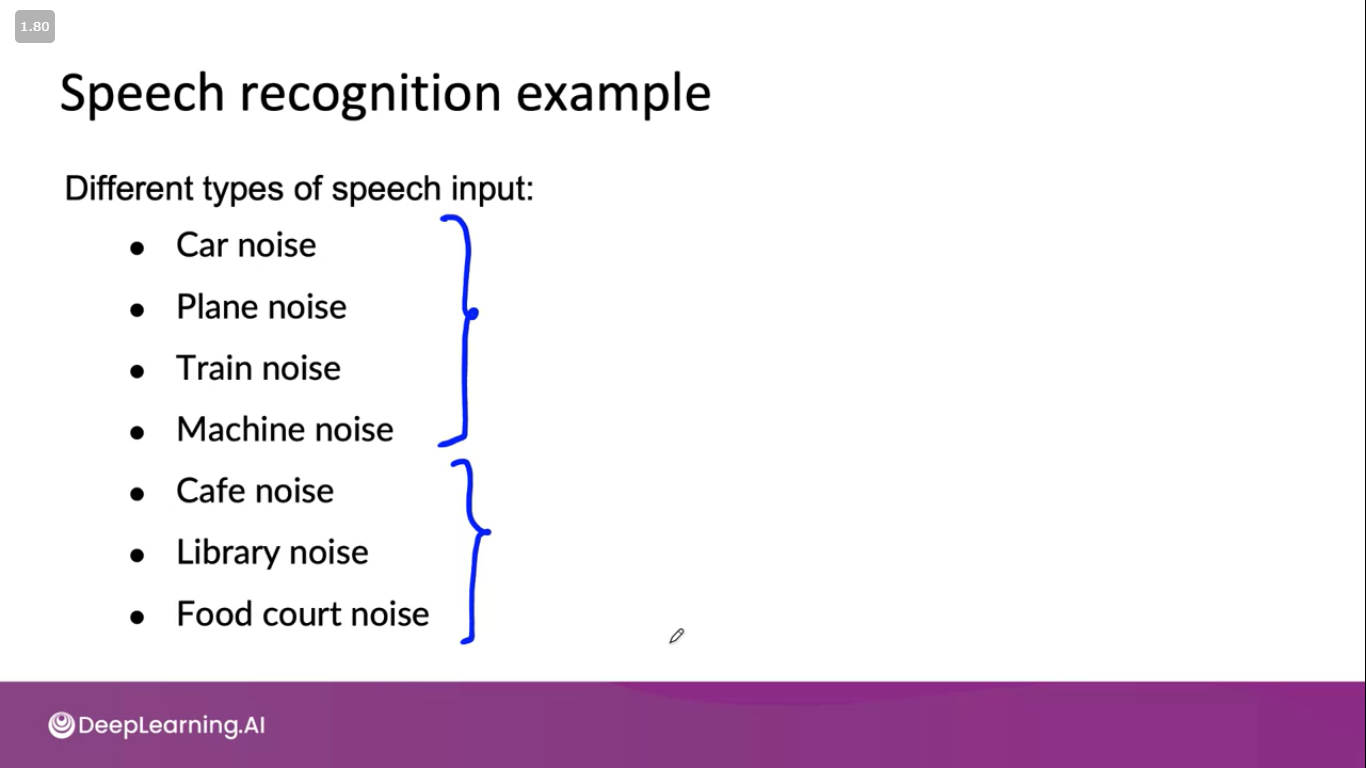 1.80
Speech recognition example
Different types of speech input:
● Car noise
● Plane noise
● Train noise
● Machine noise
● Cafe noise
● Library noise
● Food court noise
DeepLearning.AI